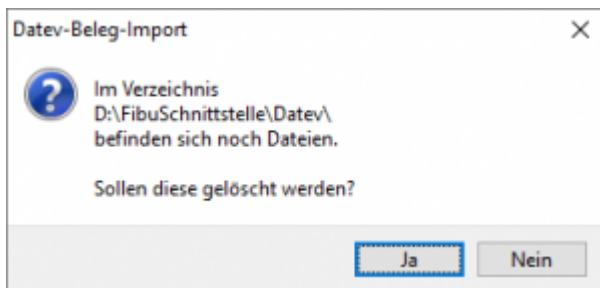 Datev-Beleg-Import
Im Verzeichnis
D:\FibuSchnittstelle\Datev\
befinden sich noch Dateien.
Sollen diese gelöscht werden?
Ja
Nein